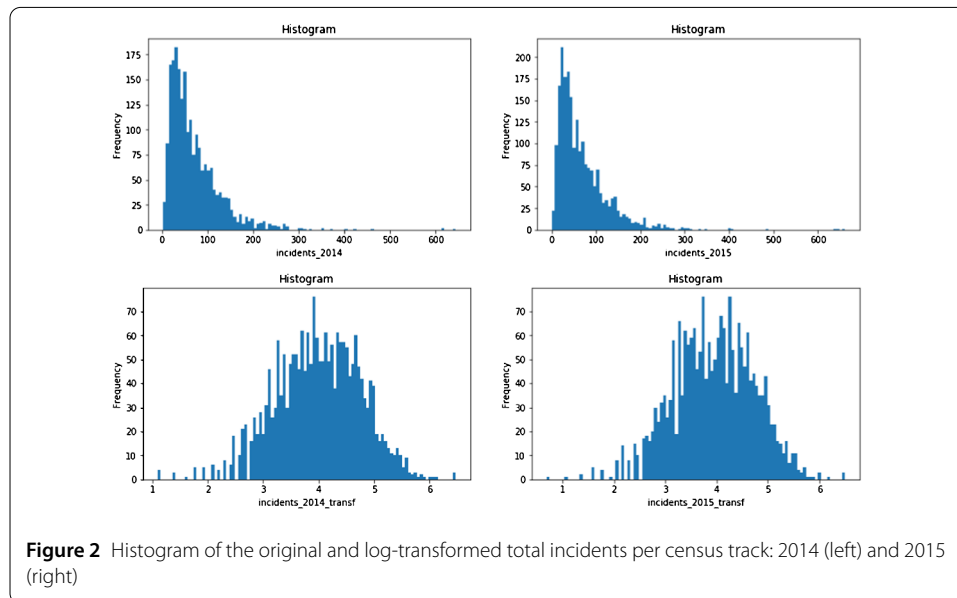 Histogram
Histogram
Frequency
175
150
125
100
75
50
25
0
0 100 200 300 400 500 600
incidents_2014
Frequency
200
175
150
125
100
75
50
25
0
0 100 200 300 400 500 600
incidents_2015
Histogram
Histogram
Frequency
70
60
50
40
30
20
10
0
1 2 3 4 5 6
incidents_2014_transf
Frequency
70
60
50
40
30
20
10
0
1 2 3 4 5 6
incidents_2015_transf
Figure 2 Histogram of the original and log-transformed total incidents per census track: 2014 (left) and 2015
(right)